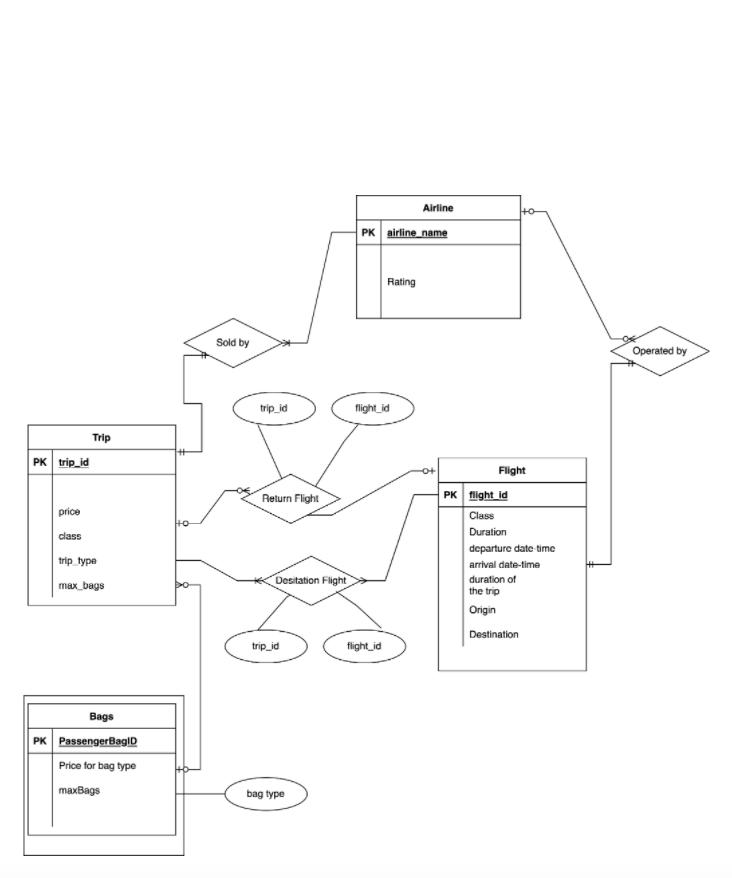 Airline
PK airline_name
Rating
Sold by
Operated by
trip_id
flight_id
Trip
PK trip_id
price
class
trip_type
max_bags
Return Flight
Flight
PK flight_id
Class
Duration
departure date-time
arrival date-time
duration of
the trip
Origin
Destination
Desitation Flight
trip_id
flight_id
Bags
PK PassengerBagID
Price for bag type
maxBags
bag type